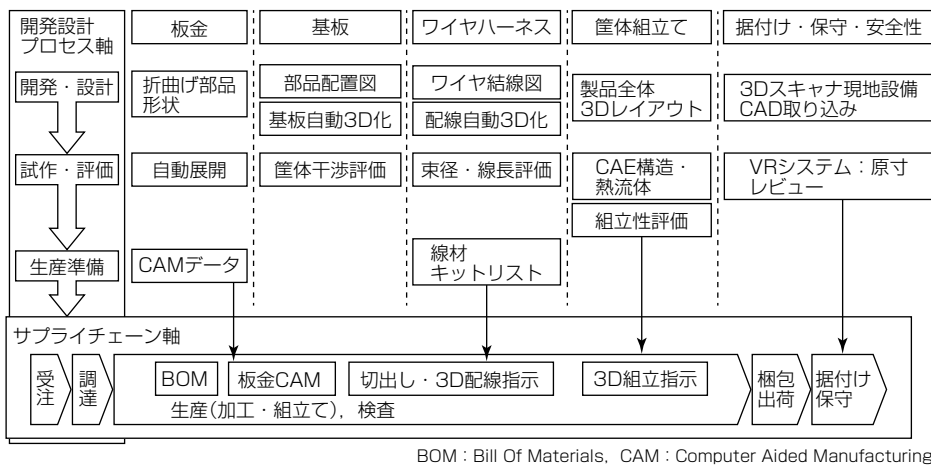 開発設計
プロセス軸
板金
基板
ワイヤハーネス
筐体組立て
据付け・保守・安全性
開発・設計
折曲げ部品
形状
部品配置図
基板自動3D化
ワイヤ結線図
配線自動3D化
製品全体
3Dレイアウト
3Dスキャナ現地設備
CAD取り込み
試作・評価
自動展開
筐体干渉評価
束径・線長評価
CAE構造・
熱流体
組立性評価
VRシステム：原寸
レビュー
生産準備
CAMデータ
線材
キットリスト
サプライチェーン軸
受注
調達
BOM
板金CAM
切出し・3D配線指示
3D組立指示
生産(加工・組立て)，検査
梱包
出荷
据付け
保守
BOM：Bill Of Materials，CAM：Computer Aided Manufacturing